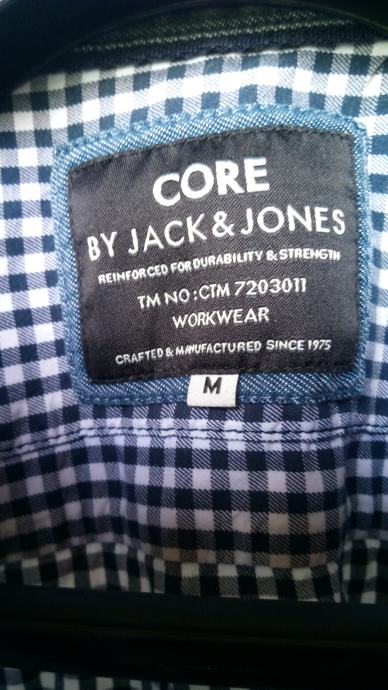 CORE
BY JACK & JONES
REINFORCED FOR DURABILITY & STRENGTH
TM NO:CTM 7203011
WORKWEAR
CRAFTED & MANUFACTURED SINCE 1975
M